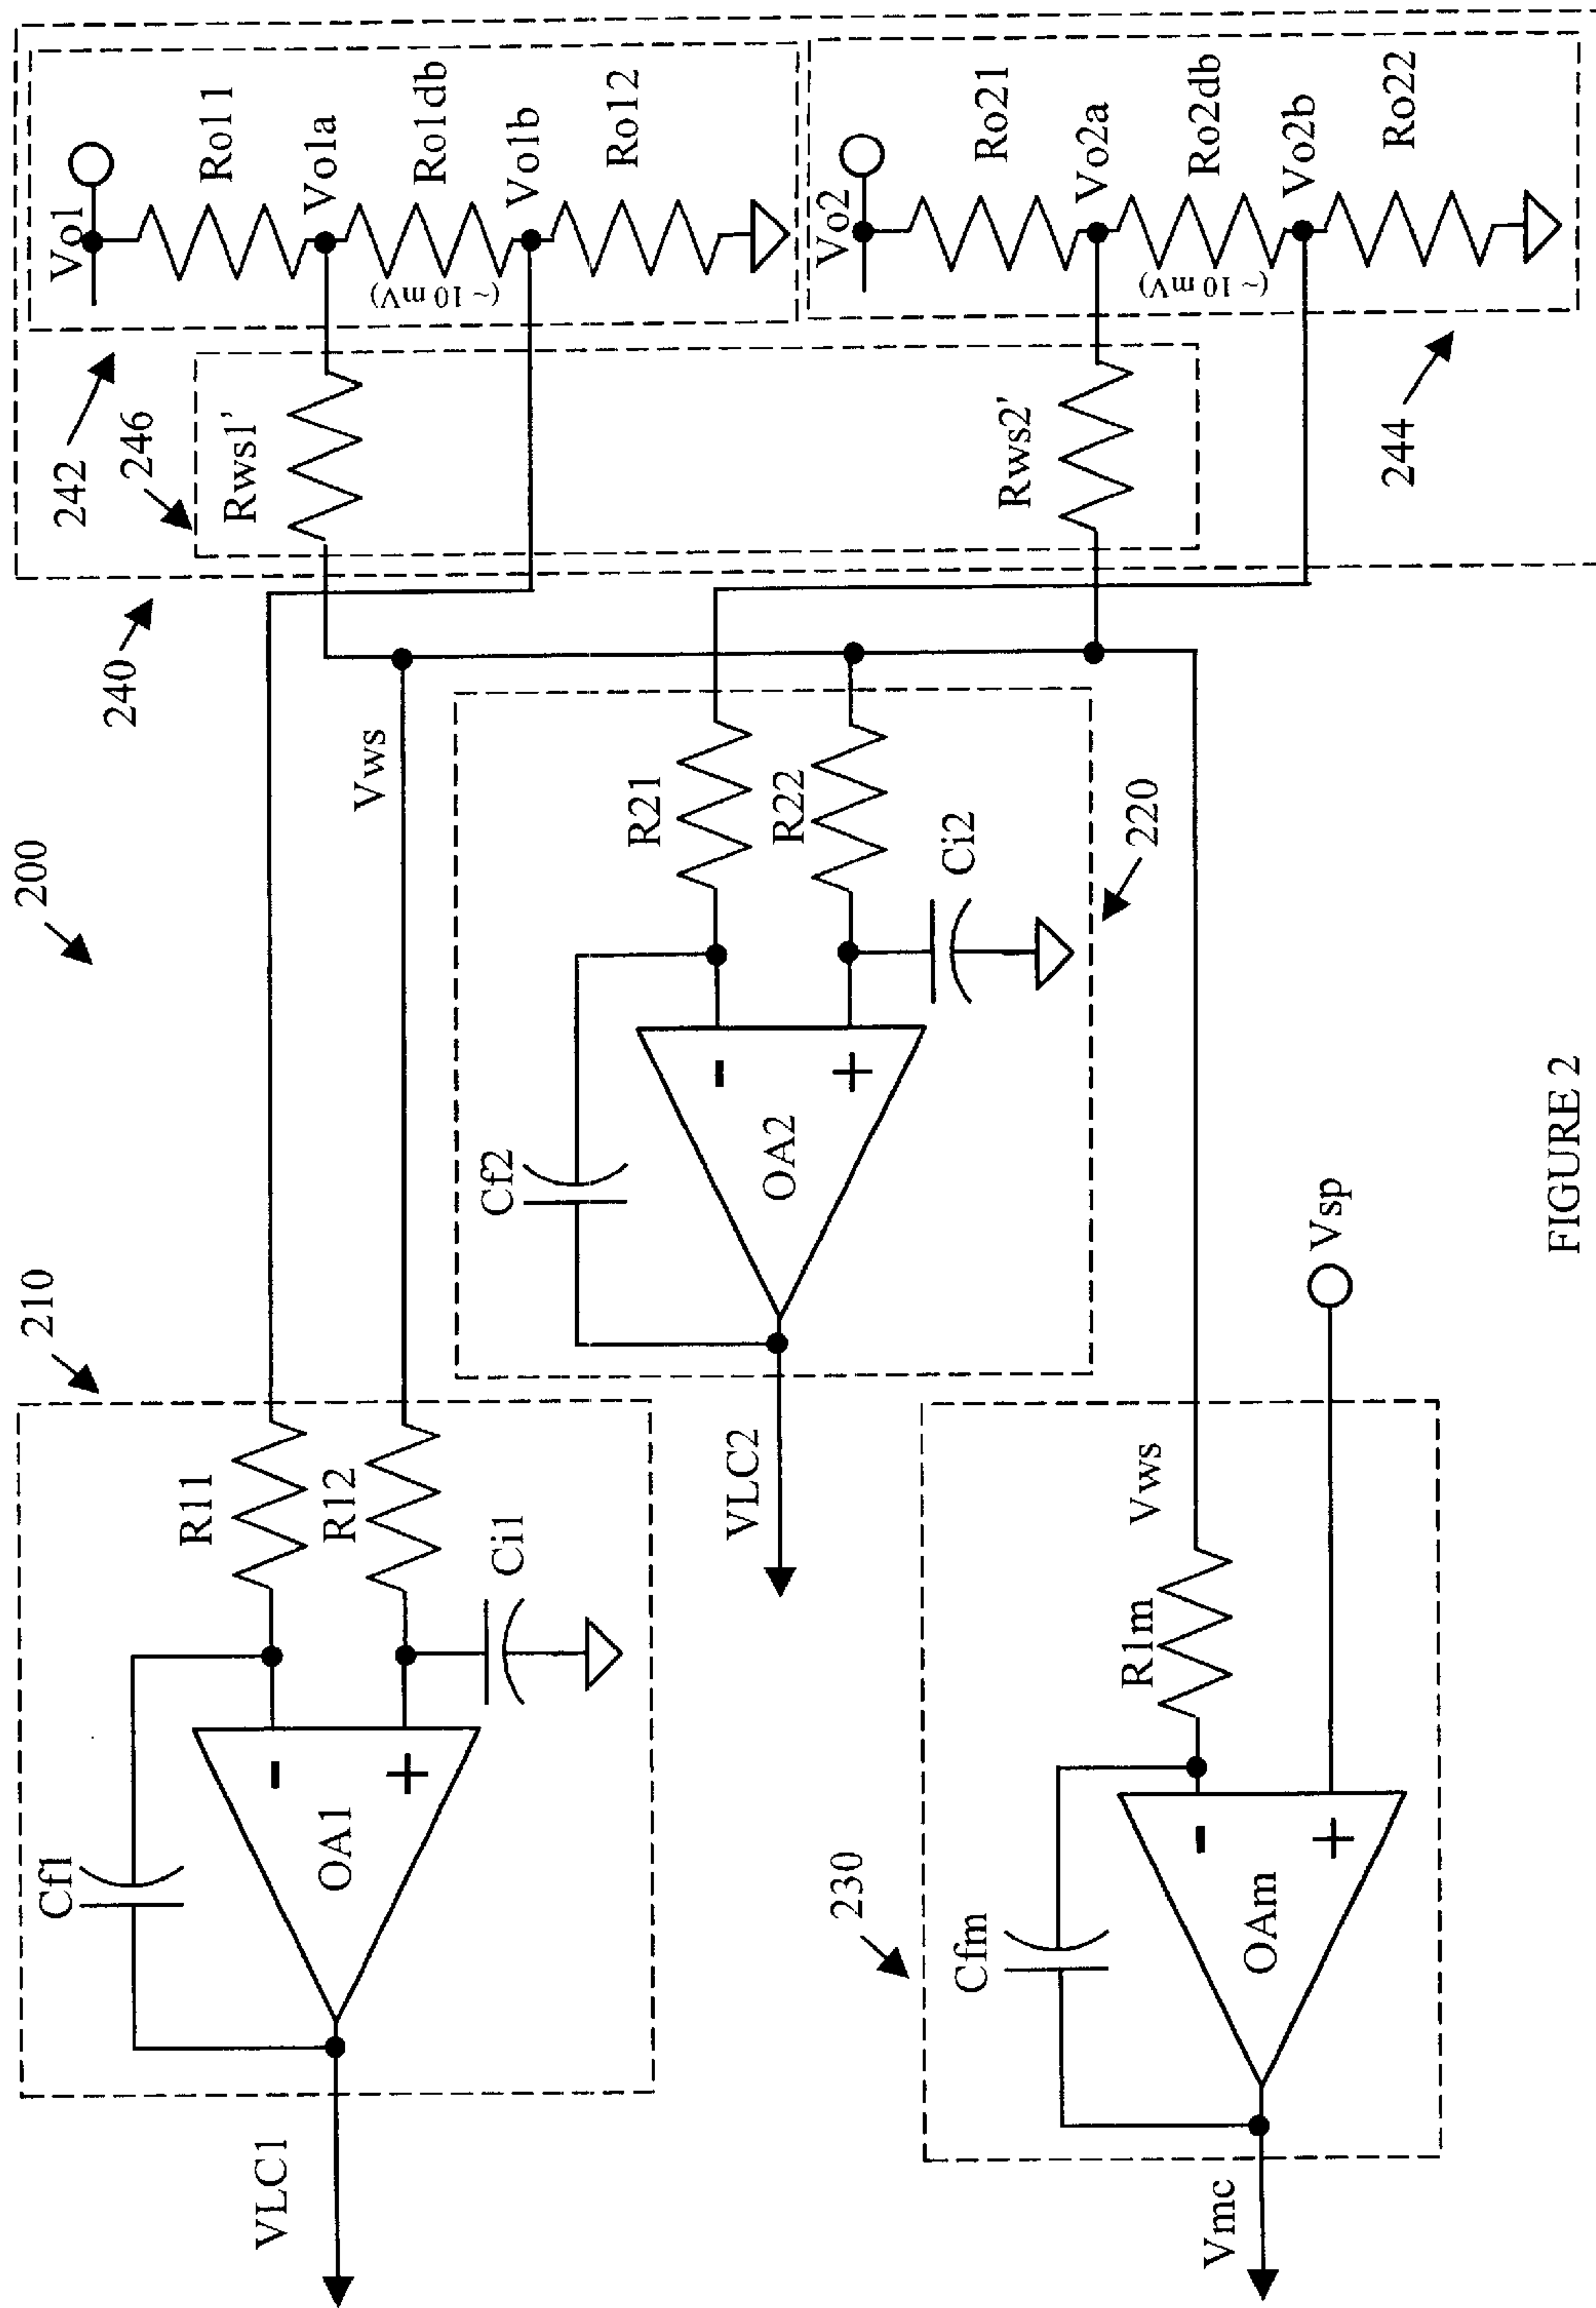 200
210
VLC1
Cf1
OA1
-
+
R11
R12
Ci1
Vws
240
246
242
Rws1'
Vo1
Ro11
Vo1a
Ro1db
(~ 10 mV)
Vo1b
Ro12
VLC2
Cf2
OA2
-
+
R21
R22
Ci2
220
Rws2'
244
Vo2
Ro21
Vo2a
Ro2db
(~ 10 mV)
Vo2b
Ro22
230
Vmc
Cfm
OAm
-
+
R1m
Vws
Vsp
FIGURE 2